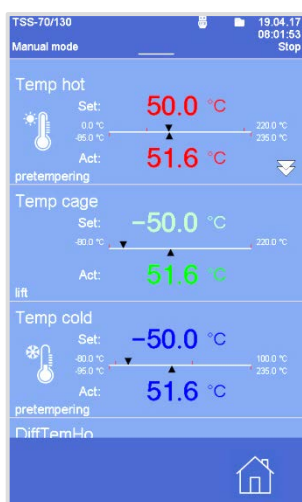 TSS-70/130 19.04.17
08:01:53
Manual mode Stop
Temp hot
Set: 50.0 °C
0.0 °C 220.0 °C
-85.0 °C 235.0 °C
Act: 51.6 °C
pretempering
Temp cage
Set: -50.0 °C
-80.0 °C 220.0 °C
Act: 51.6 °C
lift
Temp cold
Set: -50.0 °C
-80.0 °C 100.0 °C
-95.0 °C 235.0 °C
Act: 51.6 °C
pretempering
DiffTemHo